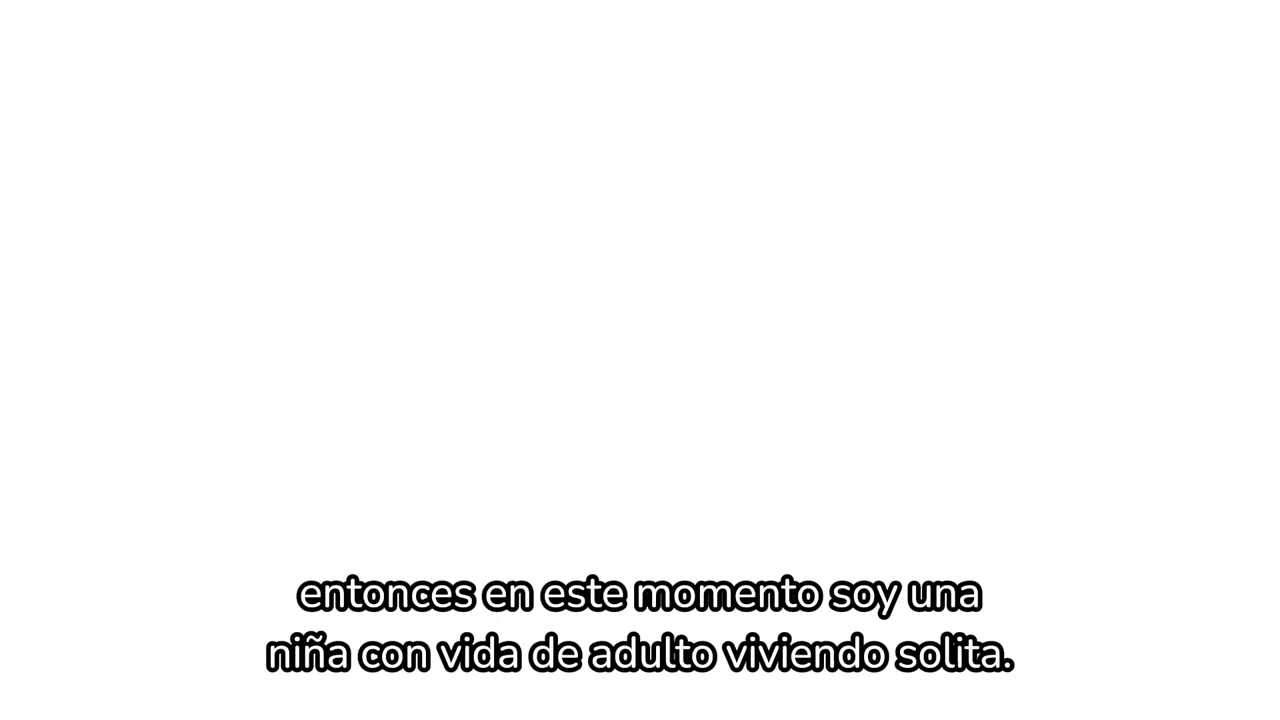 entonces en este momento soy una
niña con vida de adulto viviendo solita.